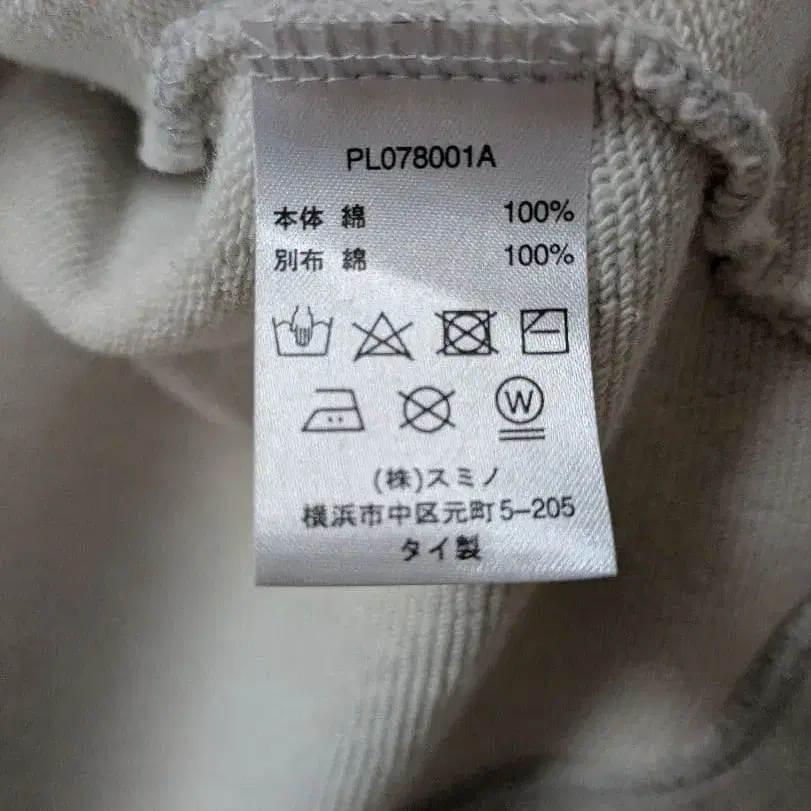 PL078001A
本体 綿 100%
別布 綿 100%
W
(株)スミノ
横浜市中区元町5-205
タイ製